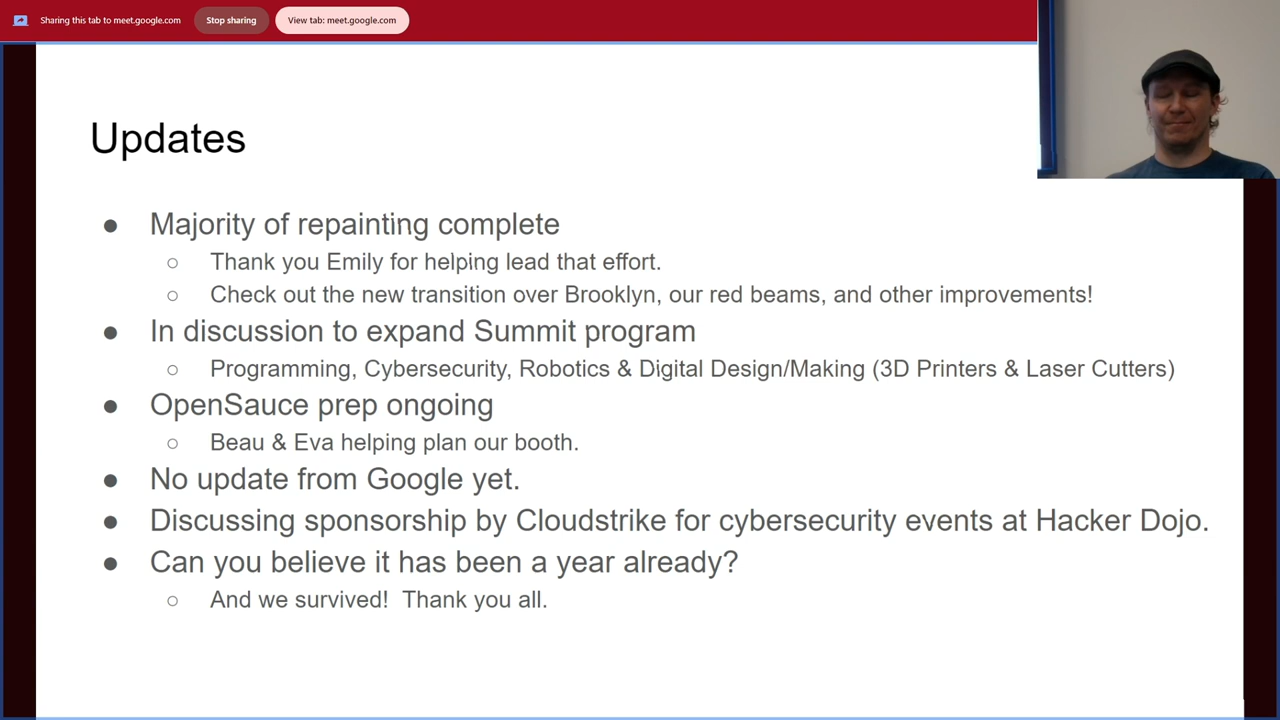 Sharing this tab to meet.google.com
Stop sharing
View tab: meet.google.com
Updates
● Majority of repainting complete
○ Thank you Emily for helping lead that effort.
○ Check out the new transition over Brooklyn, our red beams, and other improvements!
● In discussion to expand Summit program
○ Programming, Cybersecurity, Robotics & Digital Design/Making (3D Printers & Laser Cutters)
● OpenSauce prep ongoing
○ Beau & Eva helping plan our booth.
● No update from Google yet.
● Discussing sponsorship by Cloudstrike for cybersecurity events at Hacker Dojo.
● Can you believe it has been a year already?
○ And we survived!  Thank you all.